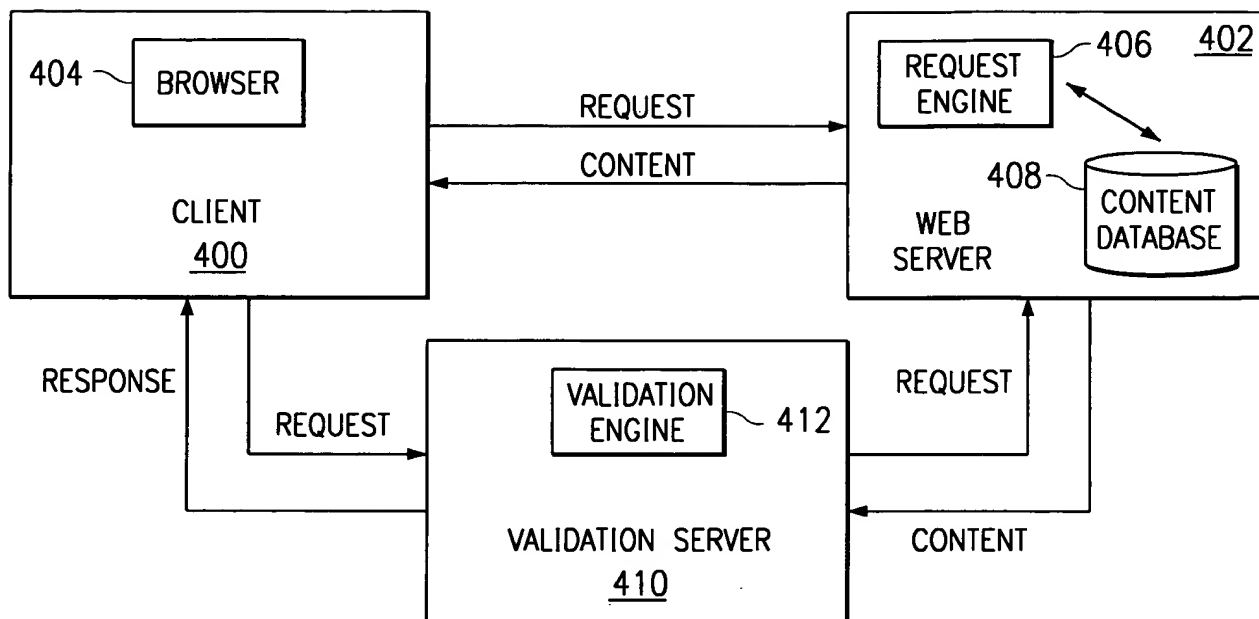 404
BROWSER
CLIENT
400
REQUEST
CONTENT
402
406
REQUEST
ENGINE
408
CONTENT
DATABASE
WEB
SERVER
RESPONSE
REQUEST
VALIDATION
ENGINE
412
VALIDATION SERVER
410
REQUEST
CONTENT